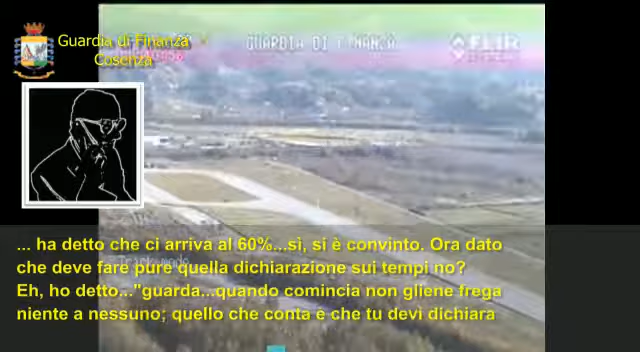 Guardia di Finanza
Cosenza
GUARDIA DI FINANZA
FLIR
... ha detto che ci arriva al 60%...sì, si è convinto. Ora dato
che deve fare pure quella dichiarazione sui tempi no?
Eh, ho detto..."guarda...quando comincia non gliene frega
niente a nessuno; quello che conta è che tu devi dichiara